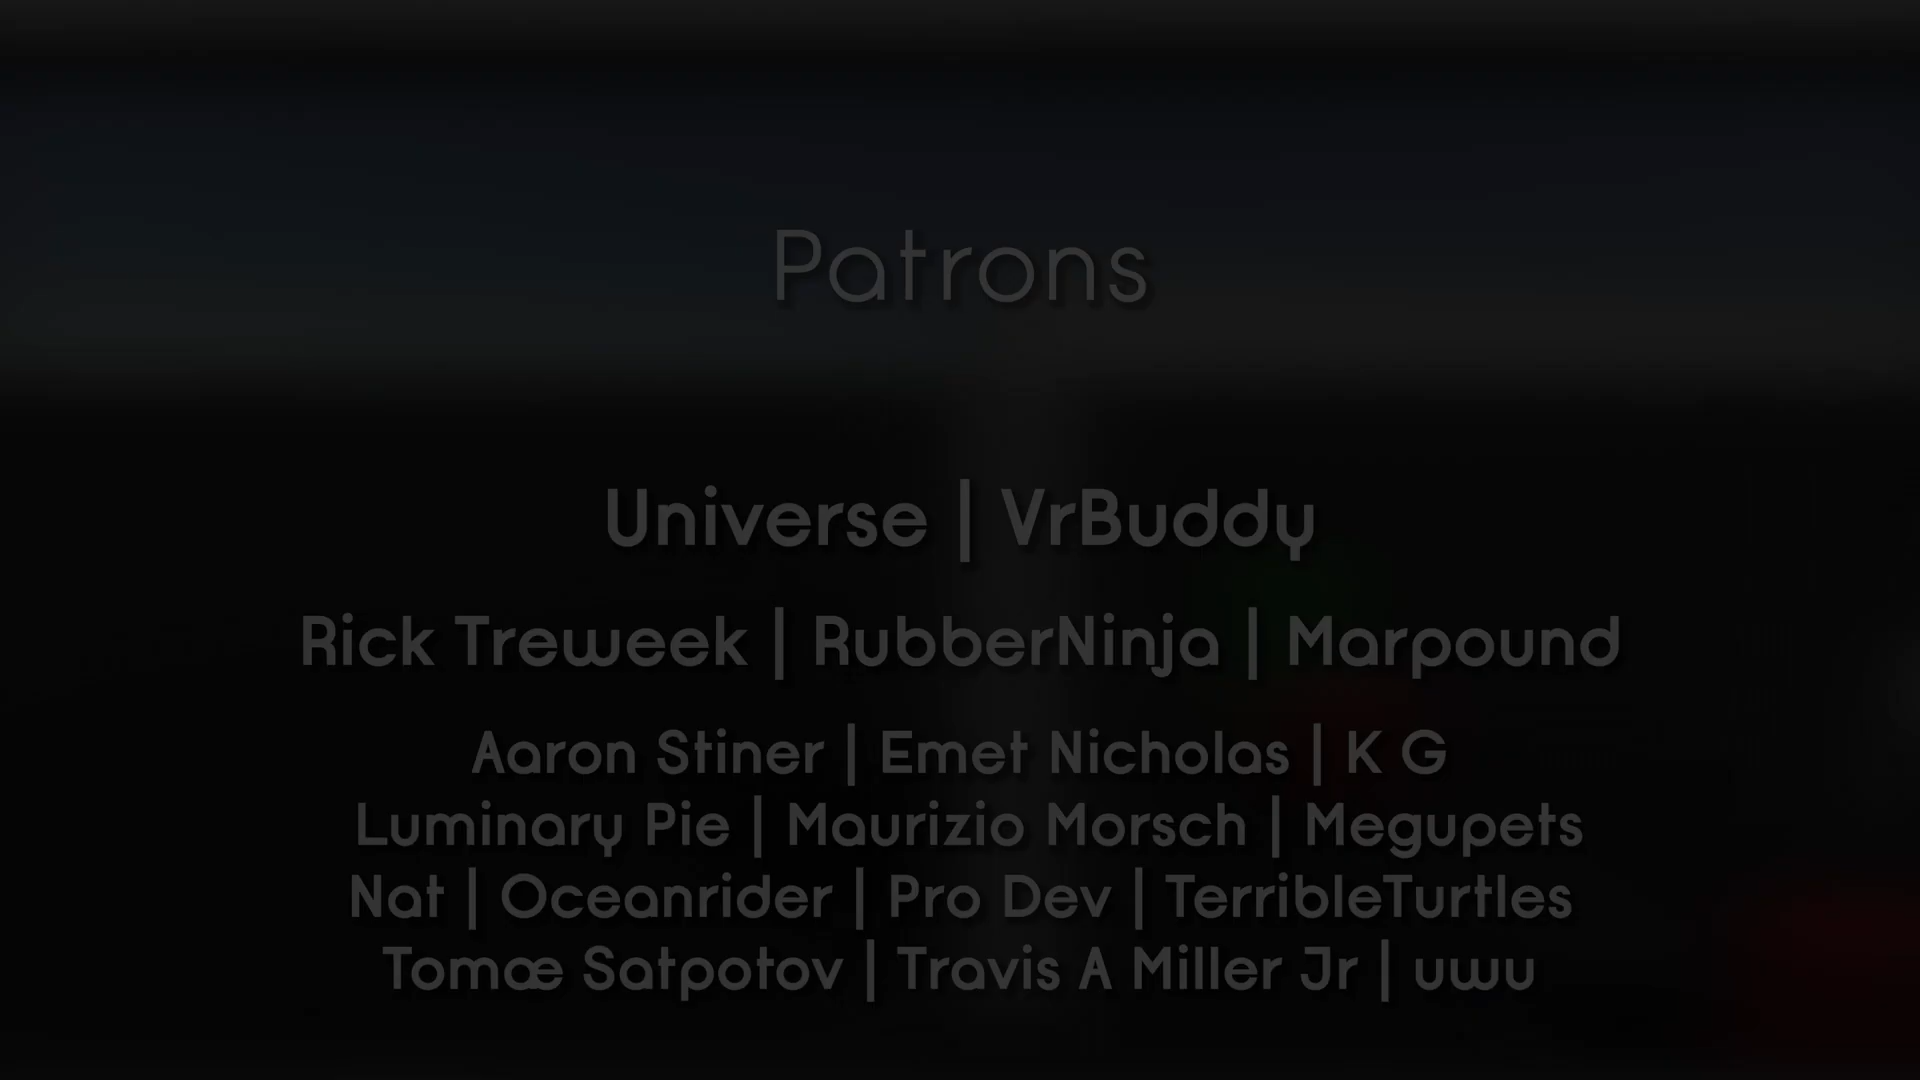 Patrons
Universe | VrBuddy
Rick Treweek | RubberNinja | Marpound
Aaron Stiner | Emet Nicholas | K G
Luminary Pie | Maurizio Morsch | Megupets
Nat | Oceanrider | Pro Dev | TerribleTurtles
Tomæ Satpotov | Travis A Miller Jr | uwu